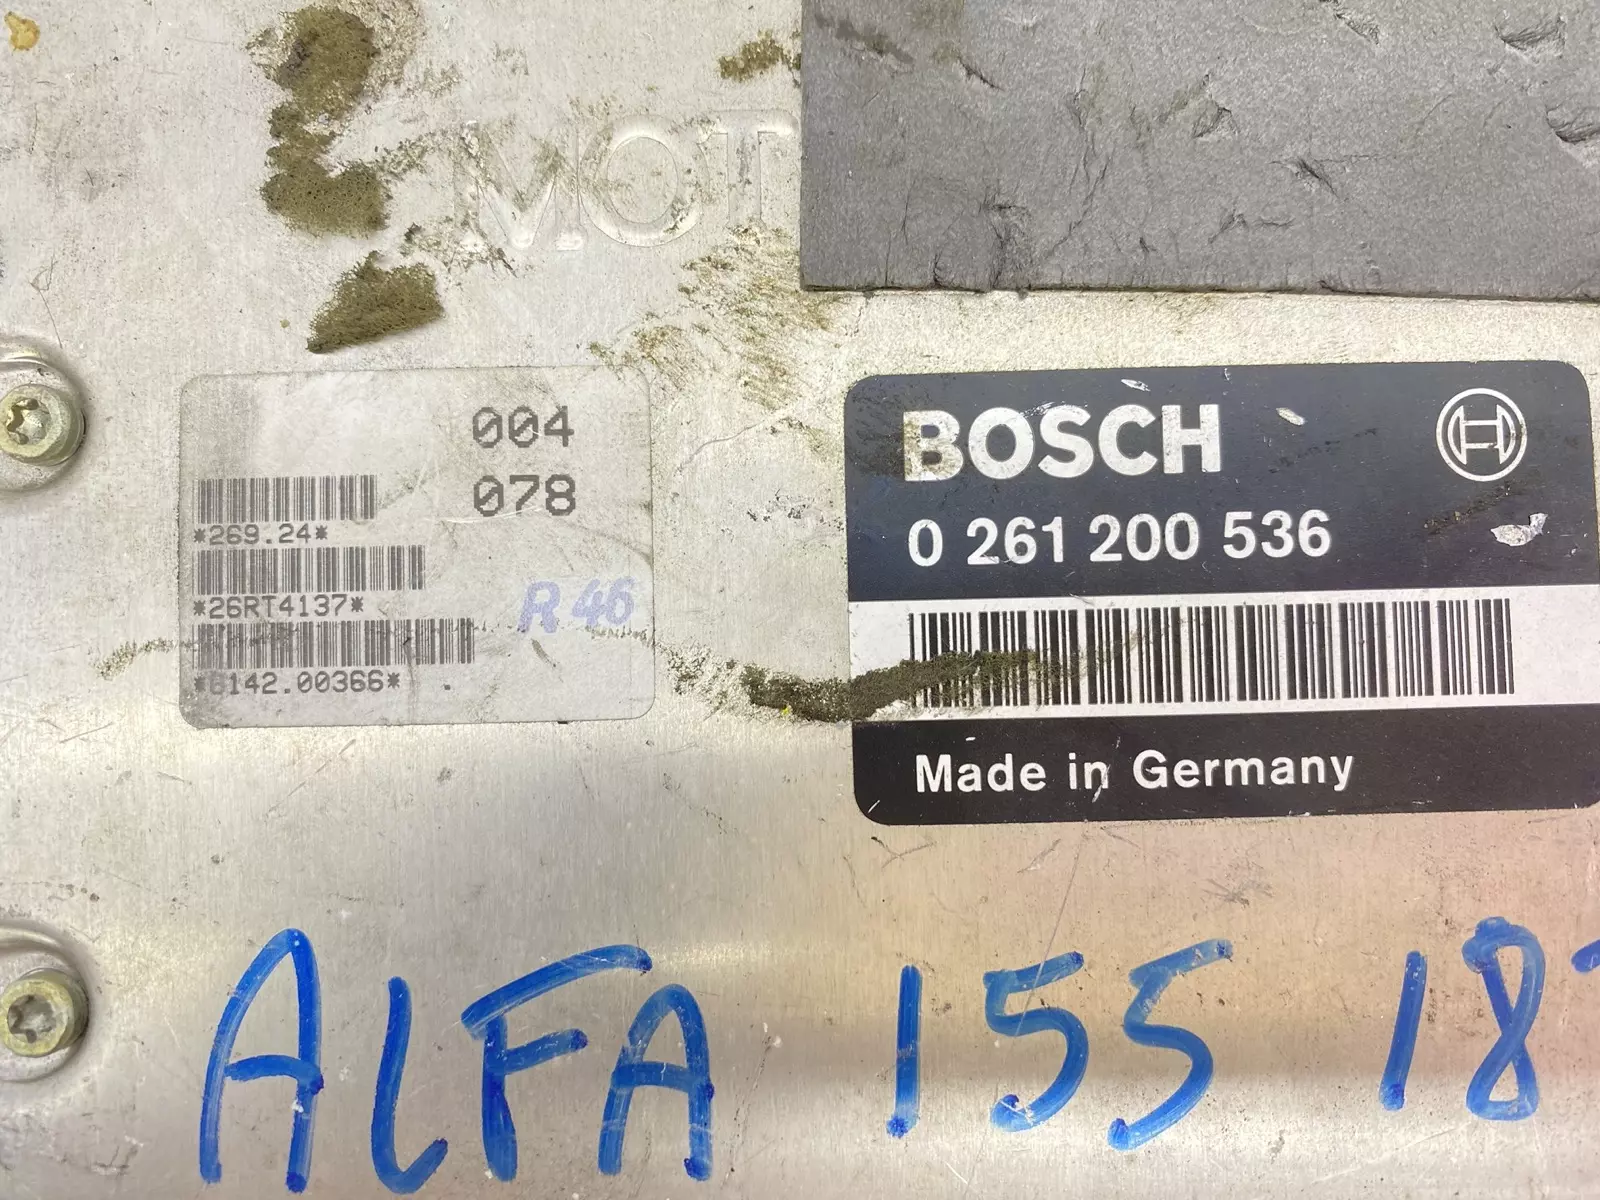 MOT
004
078
*269.24*
*26RT4137*
R 46
*6142.00366*
BOSCH
0 261 200 536
Made in Germany
ALFA 155 18